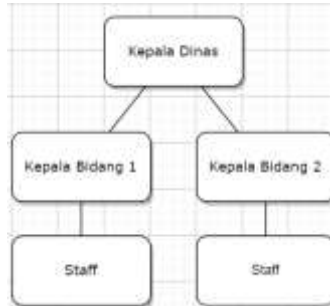 Kepala Dinas
Kepala Bidang 1
Kepala Bidang 2
Staff
Staff